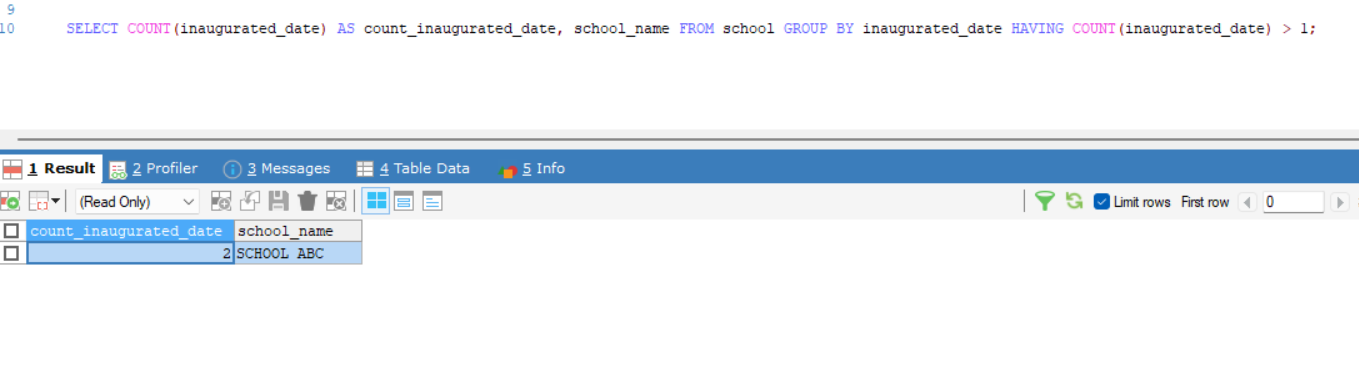 9
10 SELECT COUNT(inaugurated_date) AS count_inaugurated_date, school_name FROM school GROUP BY inaugurated_date HAVING COUNT(inaugurated_date) > 1;
1 Result 2 Profiler 3 Messages 4 Table Data 5 Info
(Read Only) Limit rows First row 0
count_inaugurated_date school_name
2 SCHOOL ABC